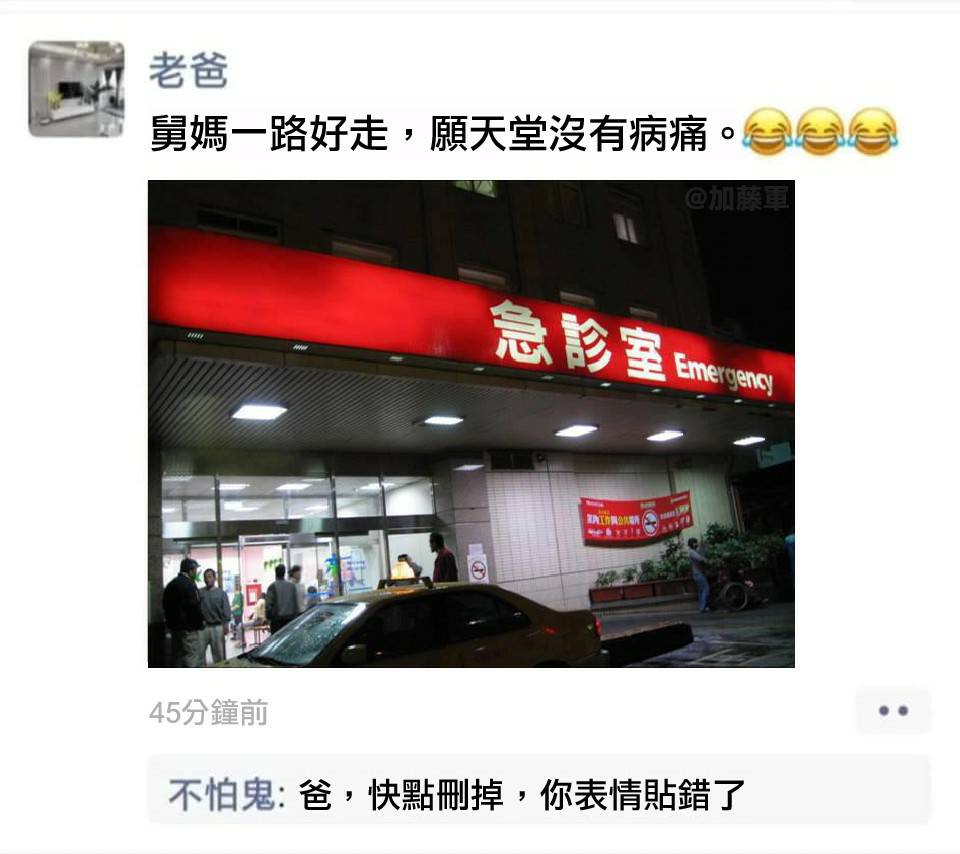 老爸
舅媽一路好走，願天堂沒有病痛。😂😂😂
@加藤軍
急診室 Emergency
45分鐘前
不怕鬼: 爸，快點刪掉，你表情貼錯了